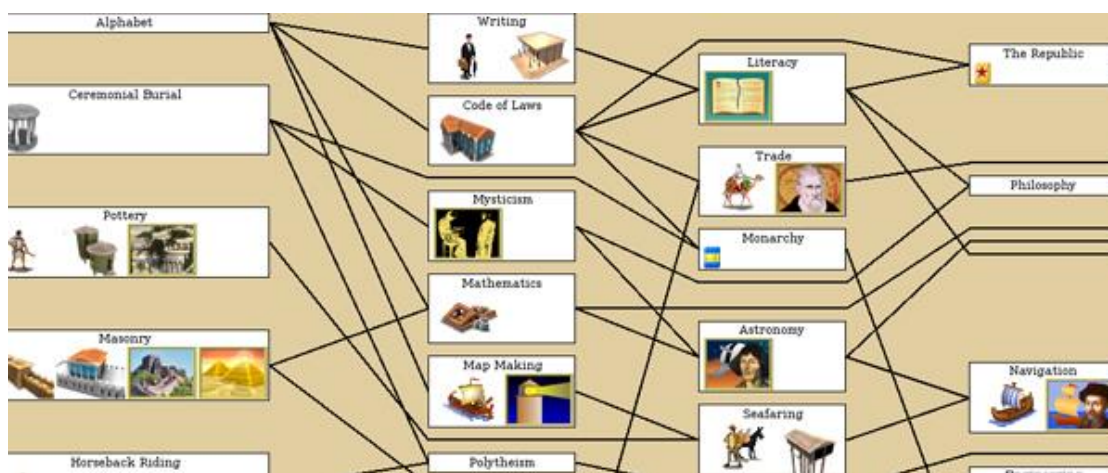 Alphabet
Ceremonial Burial
Pottery
Masonry
Horseback Riding
Writing
Code of Laws
Mysticism
Mathematics
Map Making
Polytheism
Literacy
Trade
Monarchy
Astronomy
Seafaring
The Republic
Philosophy
Navigation